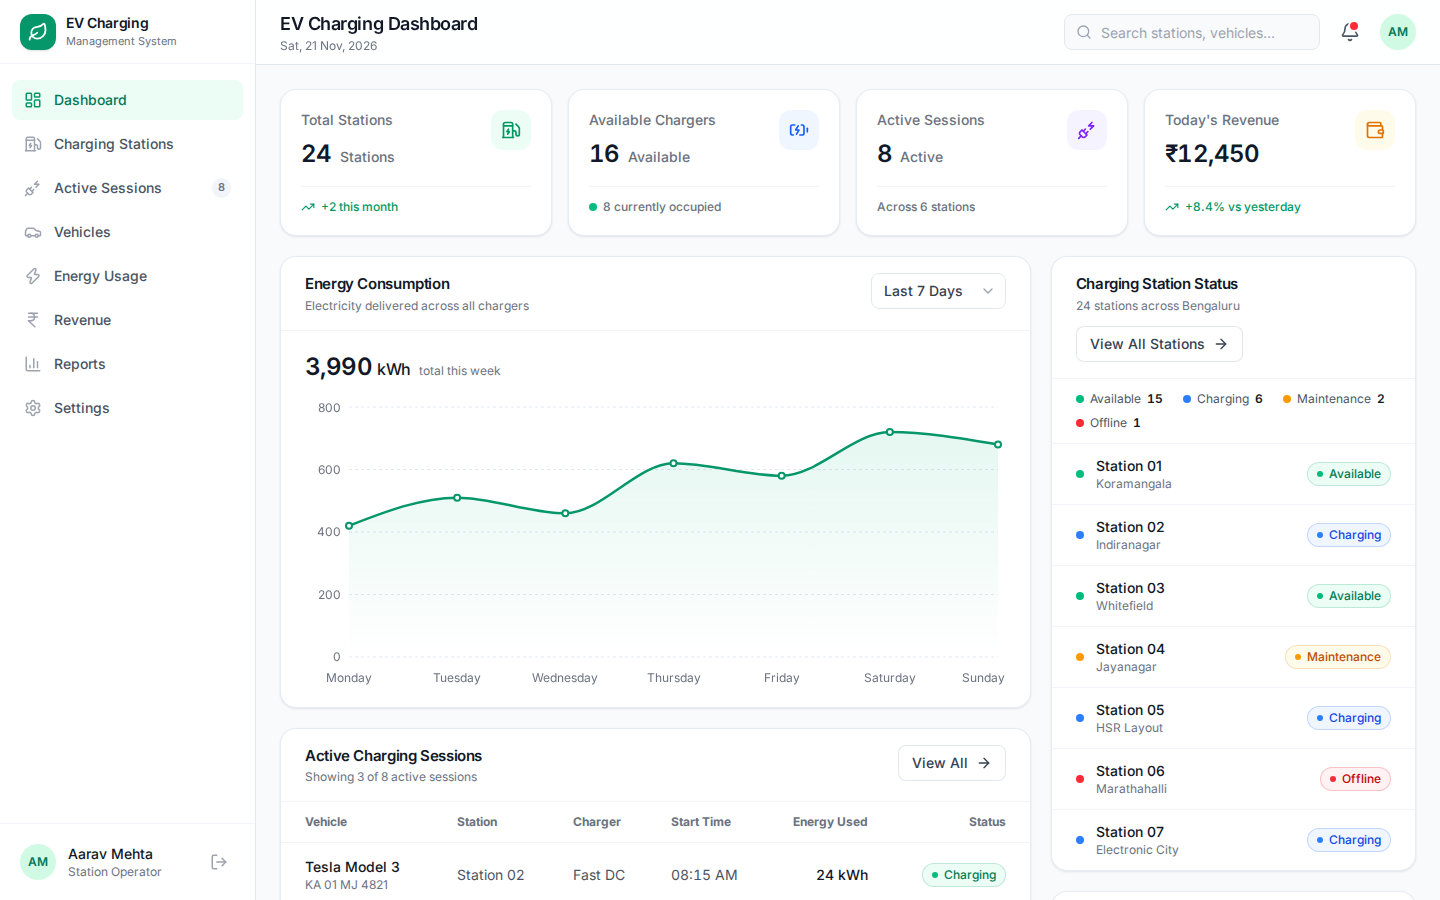 EV Charging
Management System
Dashboard
Charging Stations
Active Sessions 8
Vehicles
Energy Usage
Revenue
Reports
Settings
AM
Aarav Mehta
Station Operator
EV Charging Dashboard
Sat, 21 Nov, 2026
Search stations, vehicles...
AM
Total Stations
24 Stations
+2 this month
Available Chargers
16 Available
8 currently occupied
Active Sessions
8 Active
Across 6 stations
Today's Revenue
₹12,450
+8.4% vs yesterday
Energy Consumption
Electricity delivered across all chargers
Last 7 Days
3,990 kWh total this week
800
600
400
200
0
Monday Tuesday Wednesday Thursday Friday Saturday Sunday
Active Charging Sessions
Showing 3 of 8 active sessions
View All
Vehicle Station Charger Start Time Energy Used Status
Tesla Model 3
KA 01 MJ 4821
Station 02 Fast DC 08:15 AM 24 kWh Charging
Charging Station Status
24 stations across Bengaluru
View All Stations
Available 15 Charging 6 Maintenance 2
Offline 1
Station 01
Koramangala
Available
Station 02
Indiranagar
Charging
Station 03
Whitefield
Available
Station 04
Jayanagar
Maintenance
Station 05
HSR Layout
Charging
Station 06
Marathahalli
Offline
Station 07
Electronic City
Charging